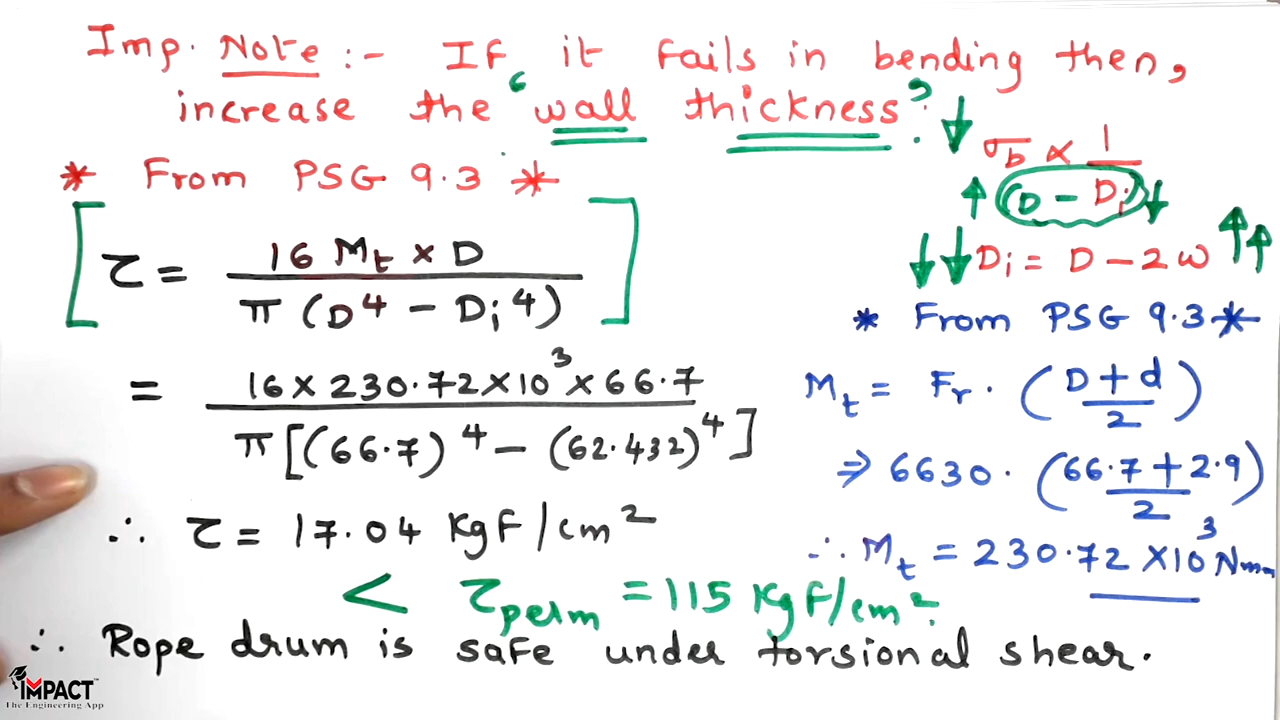 Imp. Note :- If it fails in bending then,
increase the "wall thickness".
* From PSG 9.3 *
τ = 16 Mt × D / π (D⁴ - Di⁴)
= 16 × 230.72 × 10³ × 66.7 / π [(66.7)⁴ - (62.432)⁴]
∴ τ = 17.04 Kgf/cm²
< τperm = 115 Kgf/cm².
∴ Rope drum is safe under torsional shear.
↓ σb ∝ 1 / ↑ (D - Di) ↓
↓↓ Di = D - 2w ↑↑
* From PSG 9.3 *
Mt = Fr . (D + d / 2)
⇒ 6630 . (66.7 + 2.9 / 2)
∴ Mt = 230.72 × 10³ Nmm
IMPACT™
The Engineering App